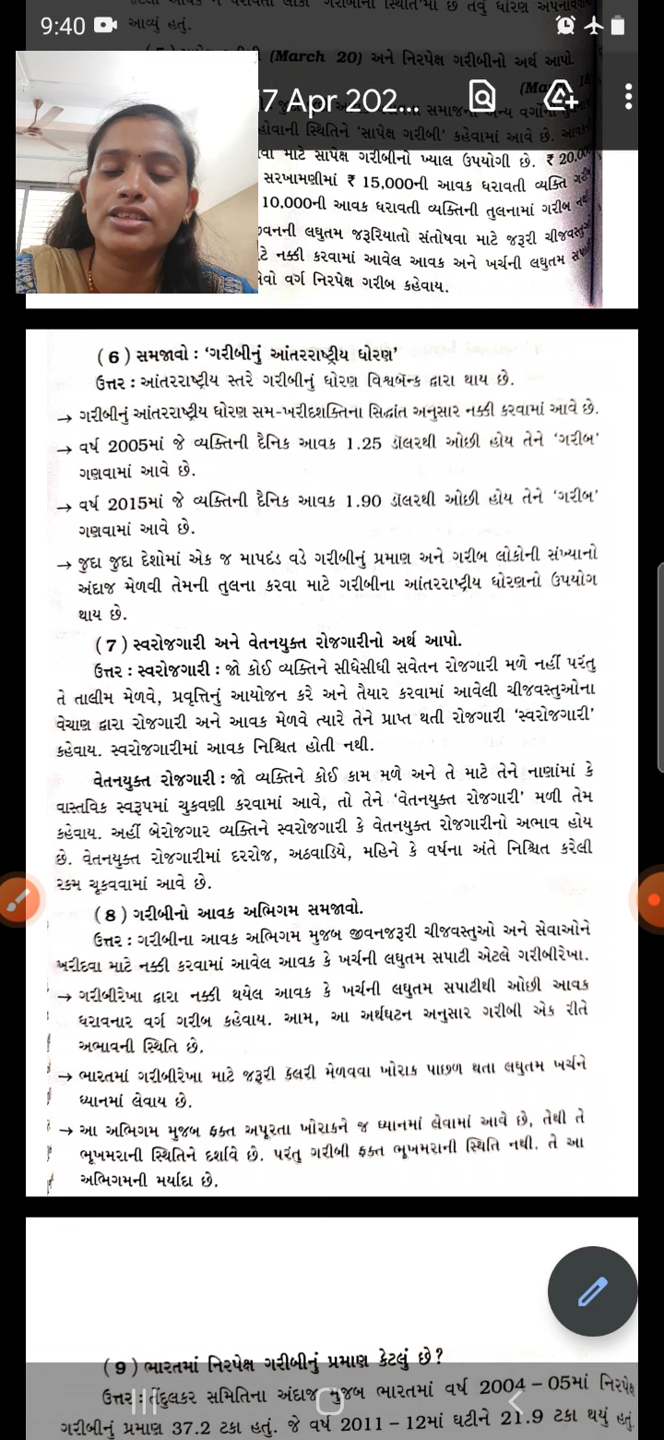 9:40
આવ્યું હતું.
(March 20) અને નિરપેક્ષ ગરીબીનો અર્થ આપો.
17 Apr 202...
હોવાની સ્થિતિને 'સાપેક્ષ ગરીબી' કહેવામાં આવે છે.
વા માટે સાપેક્ષ ગરીબીનો ખ્યાલ ઉપયોગી છે. ₹ 20,00
સરખામણીમાં ₹ 15,000ની આવક ધરાવતી વ્યક્તિ
10,000ની આવક ધરાવતી વ્યક્તિની તુલનામાં ગરીબ
વનની લઘુતમ જરૂરિયાતો સંતોષવા માટે જરૂરી ચીજવસ્તુ
ટે નક્કી કરવામાં આવેલ આવક અને ખર્ચની લઘુતમ
વો વર્ગ નિરપેક્ષ ગરીબ કહેવાય.
(6) સમજાવો : 'ગરીબીનું આંતરરાષ્ટ્રીય ધોરણ'
ઉત્તર : આંતરરાષ્ટ્રીય સ્તરે ગરીબીનું ધોરણ વિશ્વબૅન્ક દ્વારા થાય છે.
→ ગરીબીનું આંતરરાષ્ટ્રીય ધોરણ સમ-ખરીદશક્તિના સિદ્ધાંત અનુસાર નક્કી કરવામાં આવે છે.
→ વર્ષ 2005માં જે વ્યક્તિની દૈનિક આવક 1.25 ડૉલરથી ઓછી હોય તેને 'ગરીબ'
ગણવામાં આવે છે.
→ વર્ષ 2015માં જે વ્યક્તિની દૈનિક આવક 1.90 ડૉલરથી ઓછી હોય તેને 'ગરીબ'
ગણવામાં આવે છે.
→ જુદા જુદા દેશોમાં એક જ માપદંડ વડે ગરીબીનું પ્રમાણ અને ગરીબ લોકોની સંખ્યાનો
અંદાજ મેળવી તેમની તુલના કરવા માટે ગરીબીના આંતરરાષ્ટ્રીય ધોરણનો ઉપયોગ
થાય છે.
(7) સ્વરોજગારી અને વેતનયુક્ત રોજગારીનો અર્થ આપો.
ઉત્તર : સ્વરોજગારી : જો કોઈ વ્યક્તિને સીધેસીધી સવેતન રોજગારી મળે નહીં પરંતુ
તે તાલીમ મેળવે, પ્રવૃત્તિનું આયોજન કરે અને તૈયાર કરવામાં આવેલી ચીજવસ્તુઓના
વેચાણ દ્વારા રોજગારી અને આવક મેળવે ત્યારે તેને પ્રાપ્ત થતી રોજગારી 'સ્વરોજગારી'
કહેવાય. સ્વરોજગારીમાં આવક નિશ્ચિત હોતી નથી.
વેતનયુક્ત રોજગારી : જો વ્યક્તિને કોઈ કામ મળે અને તે માટે તેને નાણાંમાં કે
વાસ્તવિક સ્વરૂપમાં ચુકવણી કરવામાં આવે, તો તેને 'વેતનયુક્ત રોજગારી' મળી તેમ
કહેવાય. અહીં બેરોજગાર વ્યક્તિને સ્વરોજગારી કે વેતનયુક્ત રોજગારીનો અભાવ હોય
છે. વેતનયુક્ત રોજગારીમાં દરરોજ, અઠવાડિયે, મહિને કે વર્ષના અંતે નિશ્ચિત કરેલી
રકમ ચૂકવવામાં આવે છે.
(8) ગરીબીનો આવક અભિગમ સમજાવો.
ઉત્તર : ગરીબીના આવક અભિગમ મુજબ જીવનજરૂરી ચીજવસ્તુઓ અને સેવાઓને
ખરીદવા માટે નક્કી કરવામાં આવેલ આવક કે ખર્ચની લઘુતમ સપાટી એટલે ગરીબીરેખા.
→ ગરીબીરેખા દ્વારા નક્કી થયેલ આવક કે ખર્ચની લઘુતમ સપાટીથી ઓછી આવક
ધરાવનાર વર્ગ ગરીબ કહેવાય. આમ, આ અર્થઘટન અનુસાર ગરીબી એક રીતે
અભાવની સ્થિતિ છે.
→ ભારતમાં ગરીબીરેખા માટે જરૂરી કૅલરી મેળવવા ખોરાક પાછળ થતા લઘુતમ ખર્ચને
ધ્યાનમાં લેવાય છે.
→ આ અભિગમ મુજબ ફક્ત અપૂરતા ખોરાકને જ ધ્યાનમાં લેવામાં આવે છે, તેથી તે
ભૂખમરાની સ્થિતિને દર્શાવે છે. પરંતુ ગરીબી ફક્ત ભૂખમરાની સ્થિતિ નથી. તે આ
અભિગમની મર્યાદા છે.
(9) ભારતમાં નિરપેક્ષ ગરીબીનું પ્રમાણ કેટલું છે?
ઉત્તર : તેંદુલકર સમિતિના અંદાજ મુજબ ભારતમાં વર્ષ 2004 – 05માં નિરપેક્ષ
ગરીબીનું પ્રમાણ 37.2 ટકા હતું. જે વર્ષ 2011 – 12માં ઘટીને 21.9 ટકા થયું હતું.